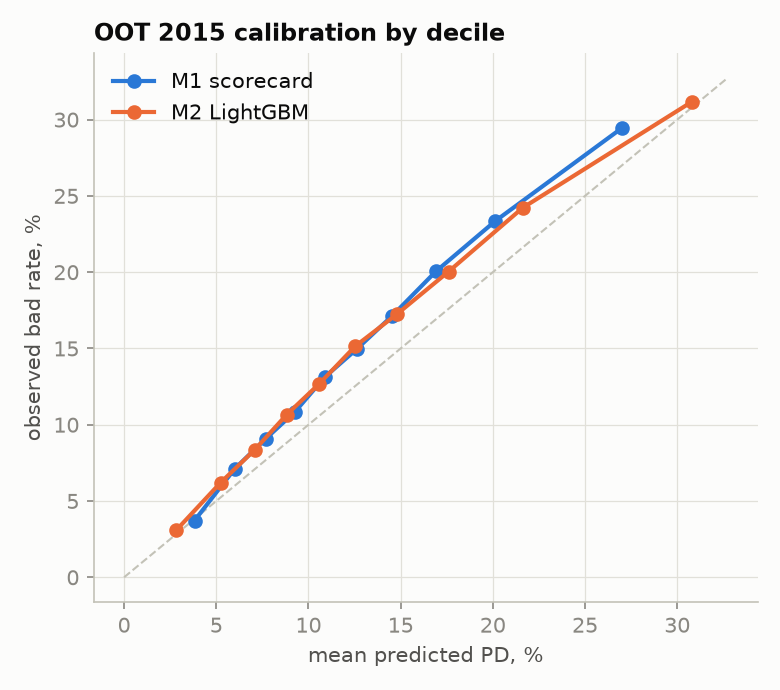 OOT 2015 calibration by decile
M1 scorecard
M2 LightGBM
observed bad rate, %
30
25
20
15
10
5
0
0 5 10 15 20 25 30
mean predicted PD, %